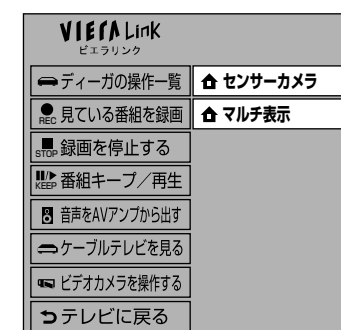 VIERA Link
ビエラリンク
ディーガの操作一覧
センサーカメラ
REC 見ている番組を録画
マルチ表示
STOP 録画を停止する
KEEP 番組キープ／再生
音声をAVアンプから出す
ケーブルテレビを見る
ビデオカメラを操作する
テレビに戻る